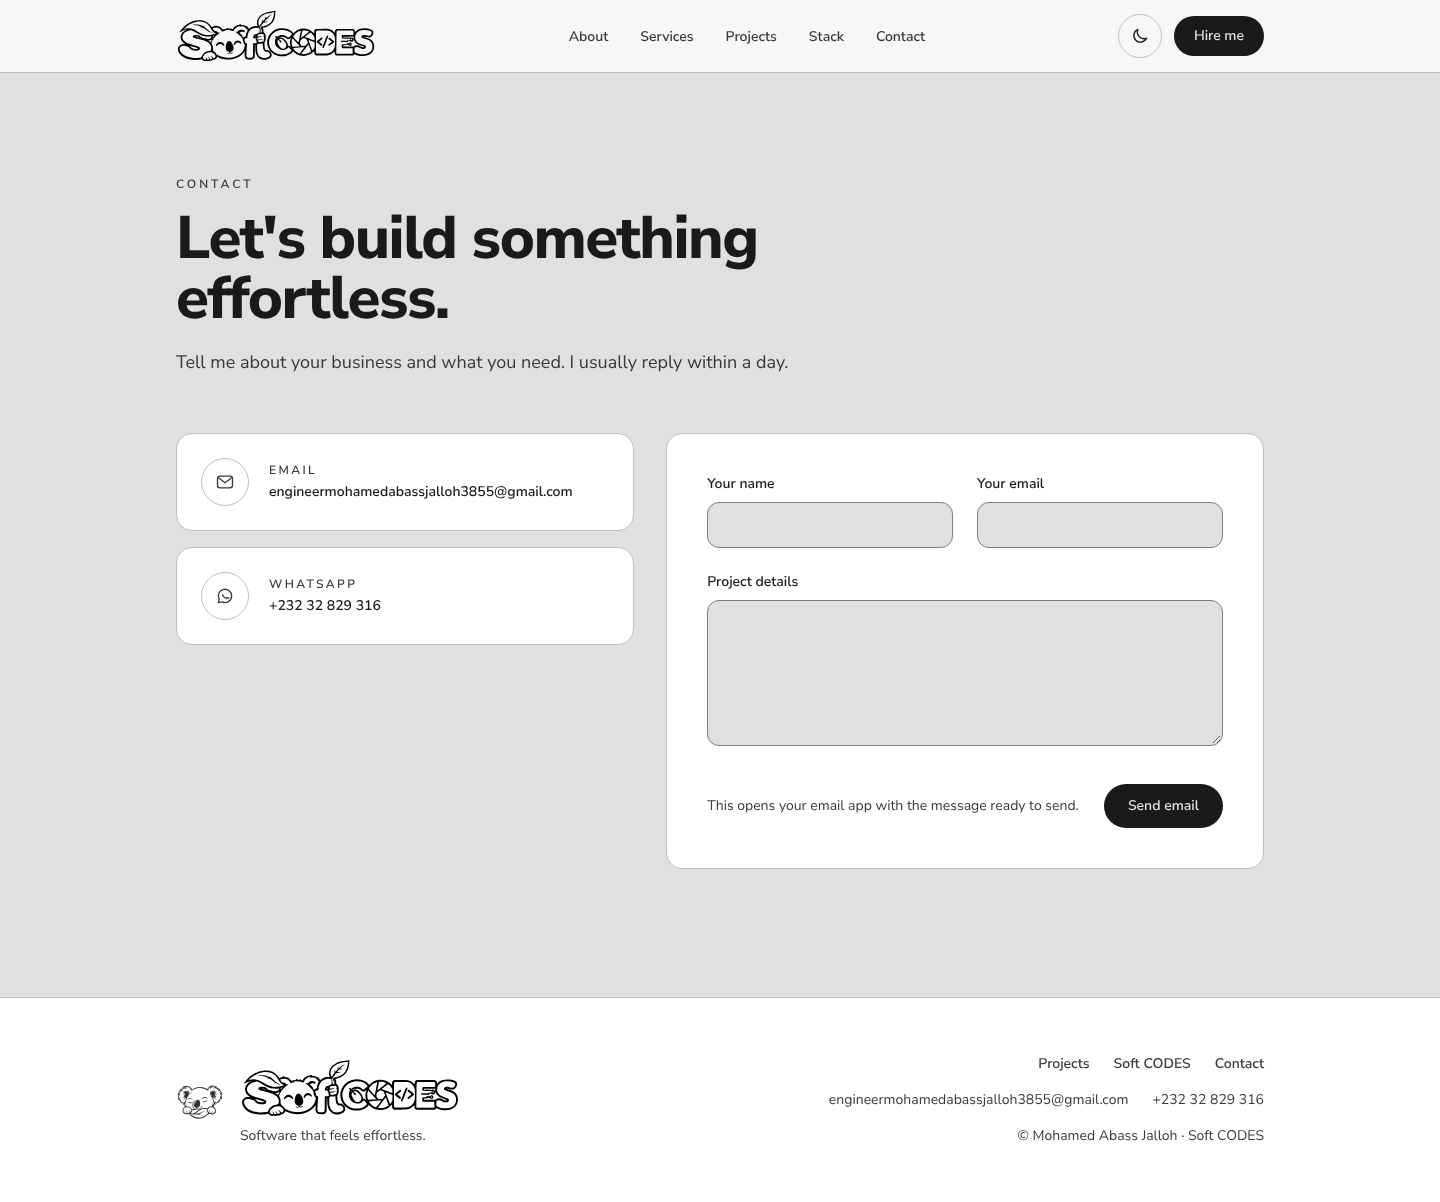 Soft CODES
About
Services
Projects
Stack
Contact
Hire me
CONTACT
Let's build something
effortless.
Tell me about your business and what you need. I usually reply within a day.
EMAIL
engineermohamedabassjalloh3855@gmail.com
WHATSAPP
+232 32 829 316
Your name
Your email
Project details
This opens your email app with the message ready to send.
Send email
Soft CODES
Software that feels effortless.
Projects
Soft CODES
Contact
engineermohamedabassjalloh3855@gmail.com
+232 32 829 316
© Mohamed Abass Jalloh · Soft CODES